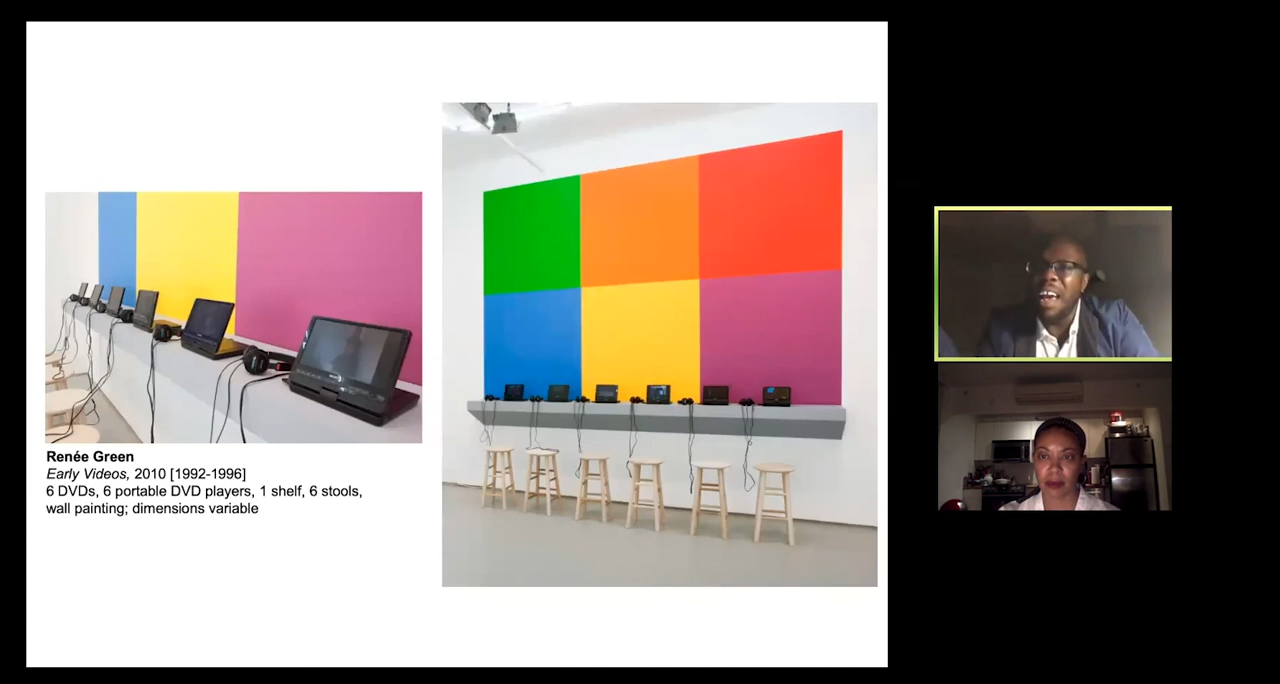 Renée Green
Early Videos, 2010 [1992-1996]
6 DVDs, 6 portable DVD players, 1 shelf, 6 stools,
wall painting; dimensions variable